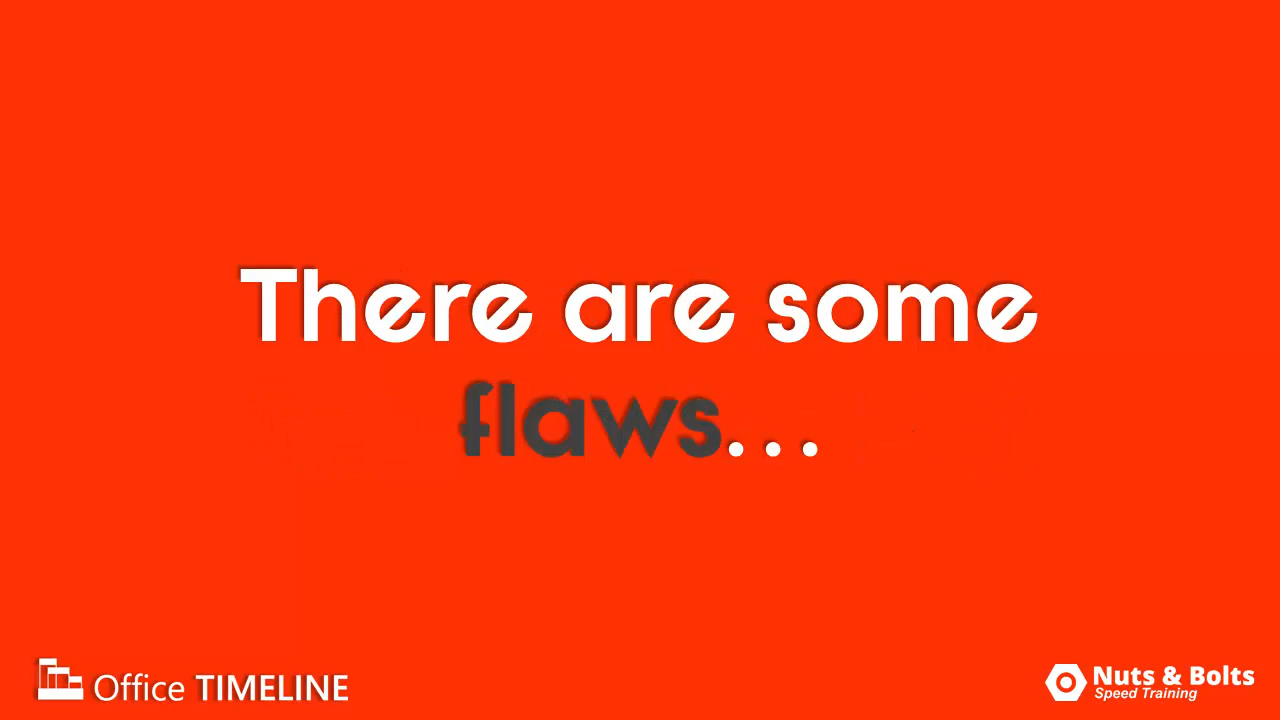 There are some
flaws...
Office TIMELINE
Nuts & Bolts
Speed Training